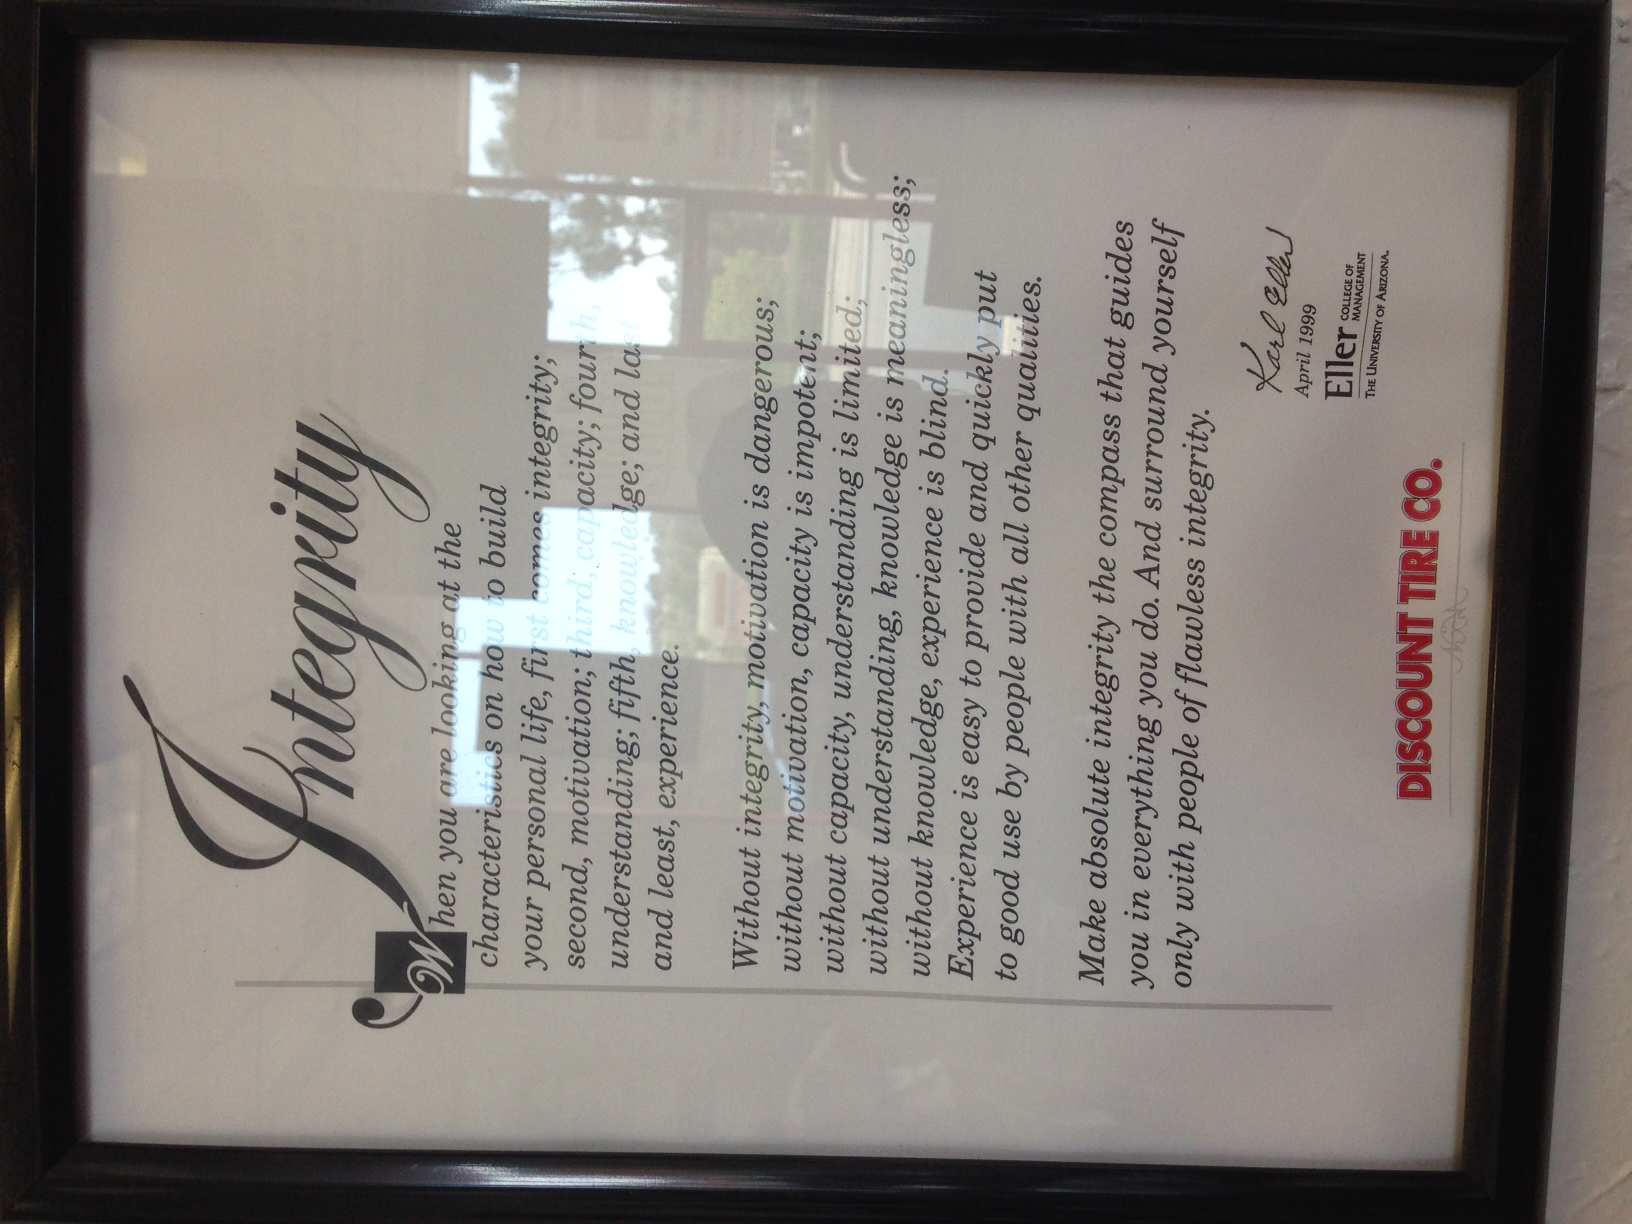 Integrity
When you are looking at the
characteristics on how to build
your personal life, first comes integrity;
second, motivation; third, capacity; fourth,
understanding; fifth, knowledge; and last
and least, experience.
Without integrity, motivation is dangerous;
without motivation, capacity is impotent;
without capacity, understanding is limited;
without understanding, knowledge is meaningless;
without knowledge, experience is blind.
Experience is easy to provide and quickly put
to good use by people with all other qualities.
Make absolute integrity the compass that guides
you in everything you do. And surround yourself
only with people of flawless integrity.
Karl Eller
April 1999
Eller COLLEGE OF
MANAGEMENT
THE UNIVERSITY OF ARIZONA.
DISCOUNT TIRE CO.